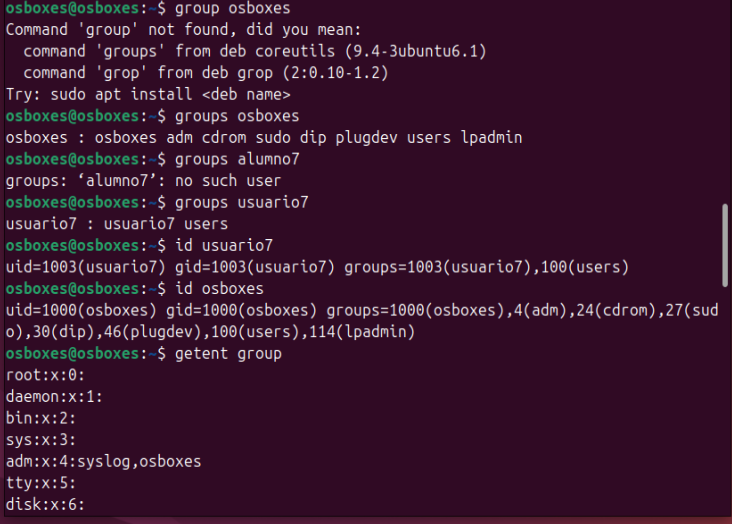 osboxes@osboxes:~$ group osboxes
Command 'group' not found, did you mean:
  command 'groups' from deb coreutils (9.4-3ubuntu6.1)
  command 'grop' from deb grop (2:0.10-1.2)
Try: sudo apt install <deb name>
osboxes@osboxes:~$ groups osboxes
osboxes : osboxes adm cdrom sudo dip plugdev users lpadmin
osboxes@osboxes:~$ groups alumno7
groups: ‘alumno7’: no such user
osboxes@osboxes:~$ groups usuario7
usuario7 : usuario7 users
osboxes@osboxes:~$ id usuario7
uid=1003(usuario7) gid=1003(usuario7) groups=1003(usuario7),100(users)
osboxes@osboxes:~$ id osboxes
uid=1000(osboxes) gid=1000(osboxes) groups=1000(osboxes),4(adm),24(cdrom),27(sud
o),30(dip),46(plugdev),100(users),114(lpadmin)
osboxes@osboxes:~$ getent group
root:x:0:
daemon:x:1:
bin:x:2:
sys:x:3:
adm:x:4:syslog,osboxes
tty:x:5:
disk:x:6: